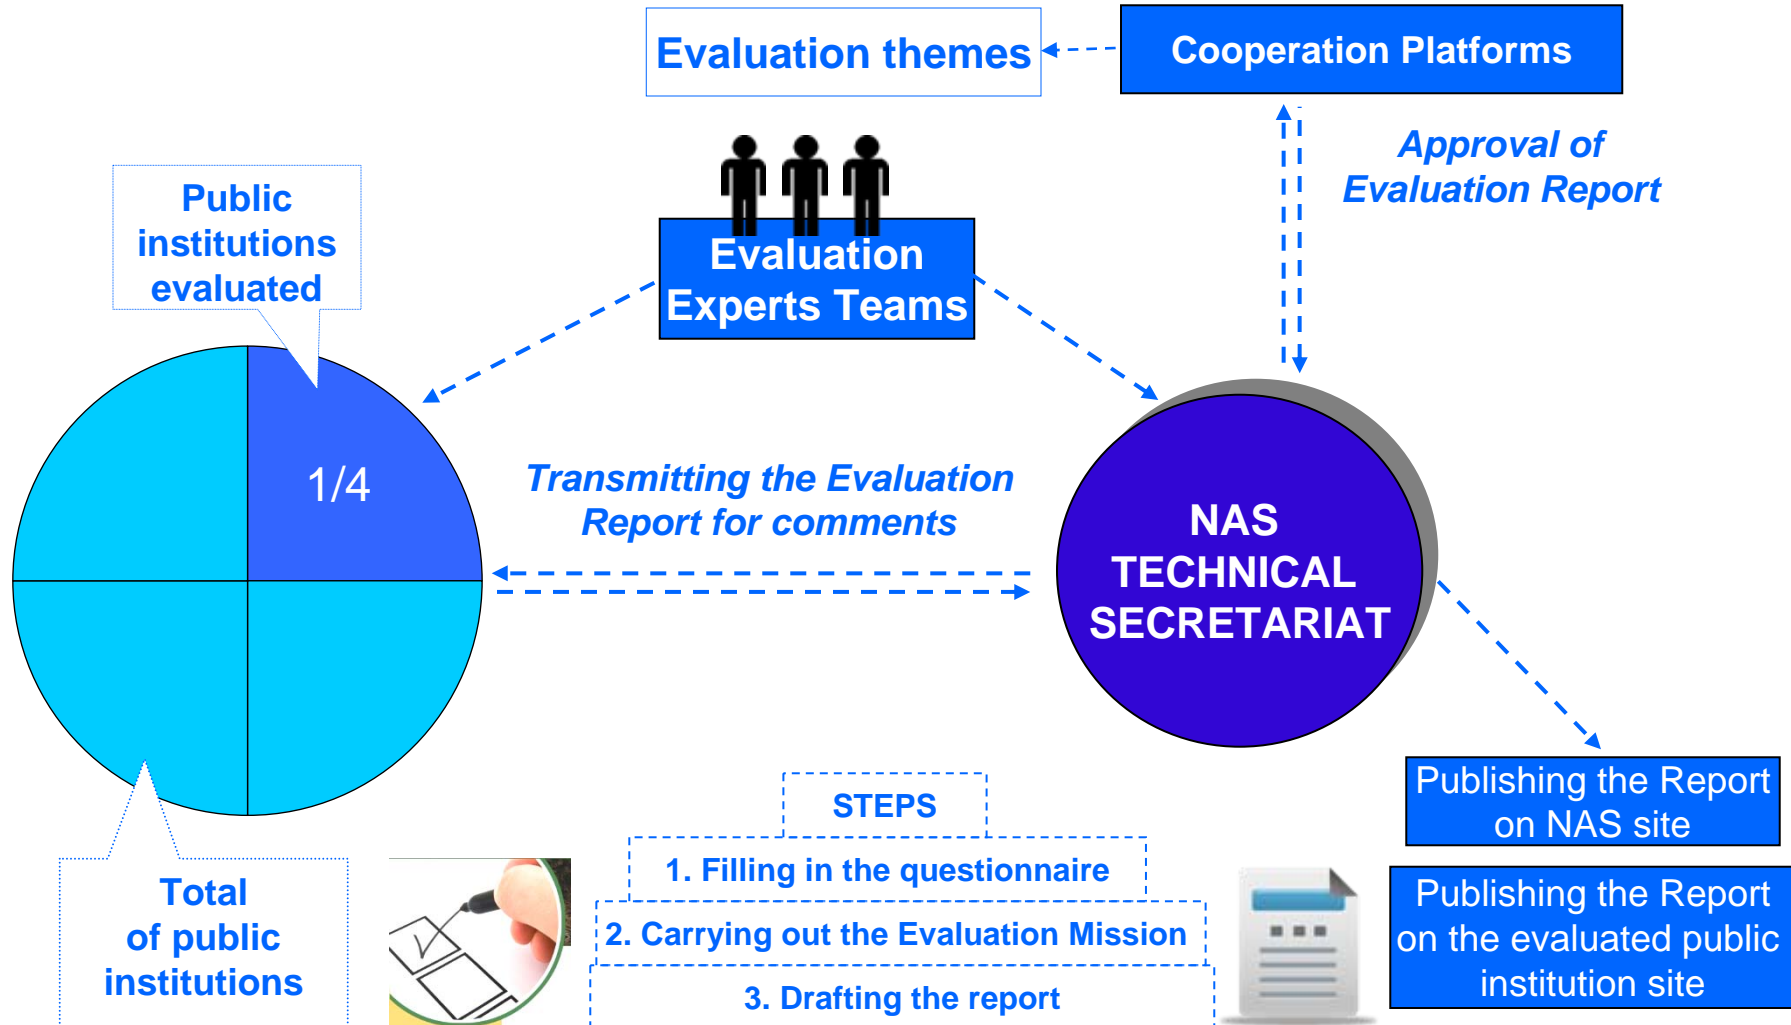 Evaluation themes
Cooperation Platforms
Approval of
Evaluation Report
Public
institutions
evaluated
Evaluation
Experts Teams
1/4
Transmitting the Evaluation
Report for comments
NAS
TECHNICAL
SECRETARIAT
STEPS
1. Filling in the questionnaire
2. Carrying out the Evaluation Mission
3. Drafting the report
Total
of public
institutions
Publishing the Report
on NAS site
Publishing the Report
on the evaluated public
institution site